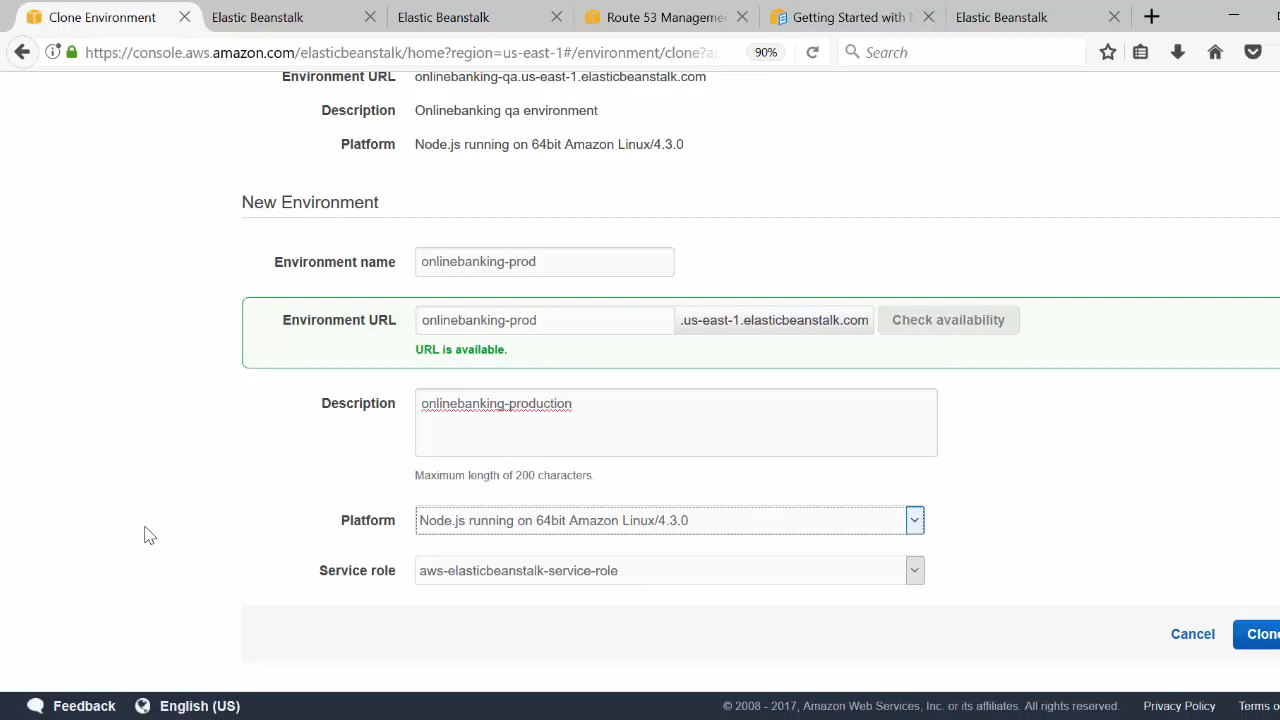 Clone Environment
Elastic Beanstalk
Elastic Beanstalk
Route 53 Manageme
Getting Started with
Elastic Beanstalk
https://console.aws.amazon.com/elasticbeanstalk/home?region=us-east-1#/environment/clone?ap
90%
Search
Environment URL onlinebanking-qa.us-east-1.elasticbeanstalk.com
Description Onlinebanking qa environment
Platform Node.js running on 64bit Amazon Linux/4.3.0
New Environment
Environment name onlinebanking-prod
Environment URL onlinebanking-prod .us-east-1.elasticbeanstalk.com Check availability
URL is available.
Description onlinebanking-production
Maximum length of 200 characters.
Platform Node.js running on 64bit Amazon Linux/4.3.0
Service role aws-elasticbeanstalk-service-role
Cancel Clone
Feedback English (US) © 2008 - 2017, Amazon Web Services, Inc. or its affiliates. All rights reserved. Privacy Policy Terms o